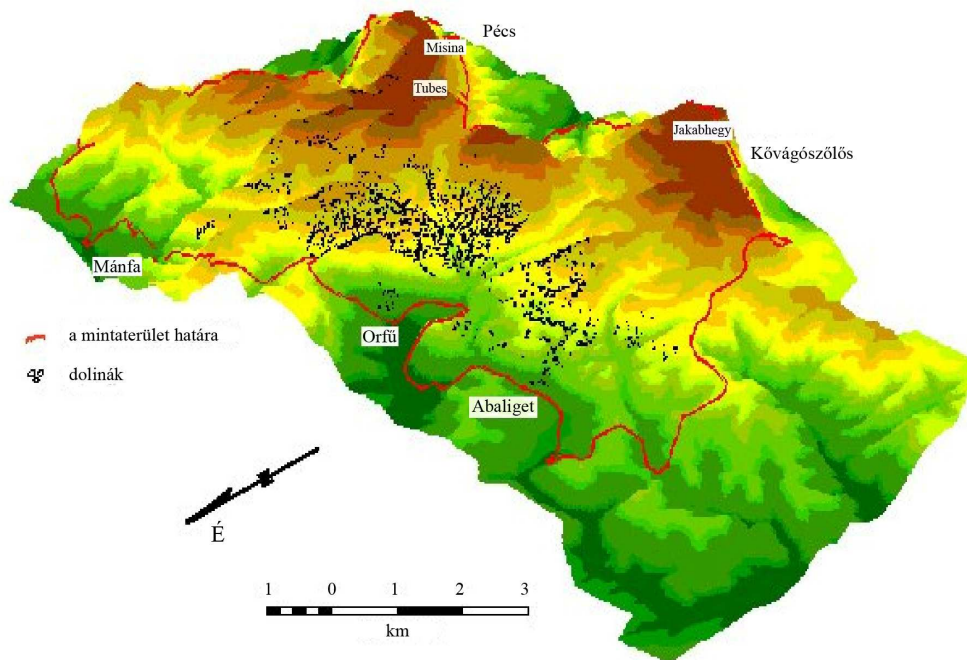 Pécs
Misina
Tubes
Jakabhegy
Kővágószőlős
Mánfa
Orfű
a mintaterület határa
dolinák
Abaliget
É
1 0 1 2 3
km